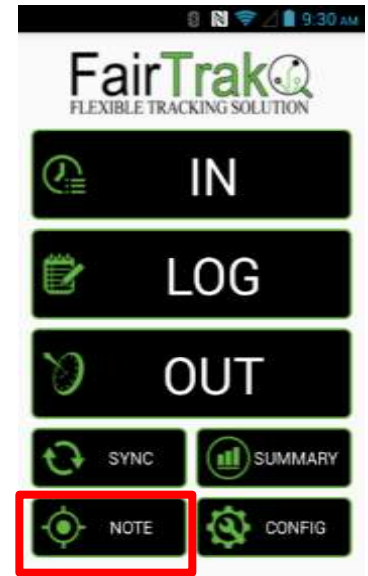 9:30 AM
FairTrak
FLEXIBLE TRACKING SOLUTION
IN
LOG
OUT
SYNC
SUMMARY
NOTE
CONFIG